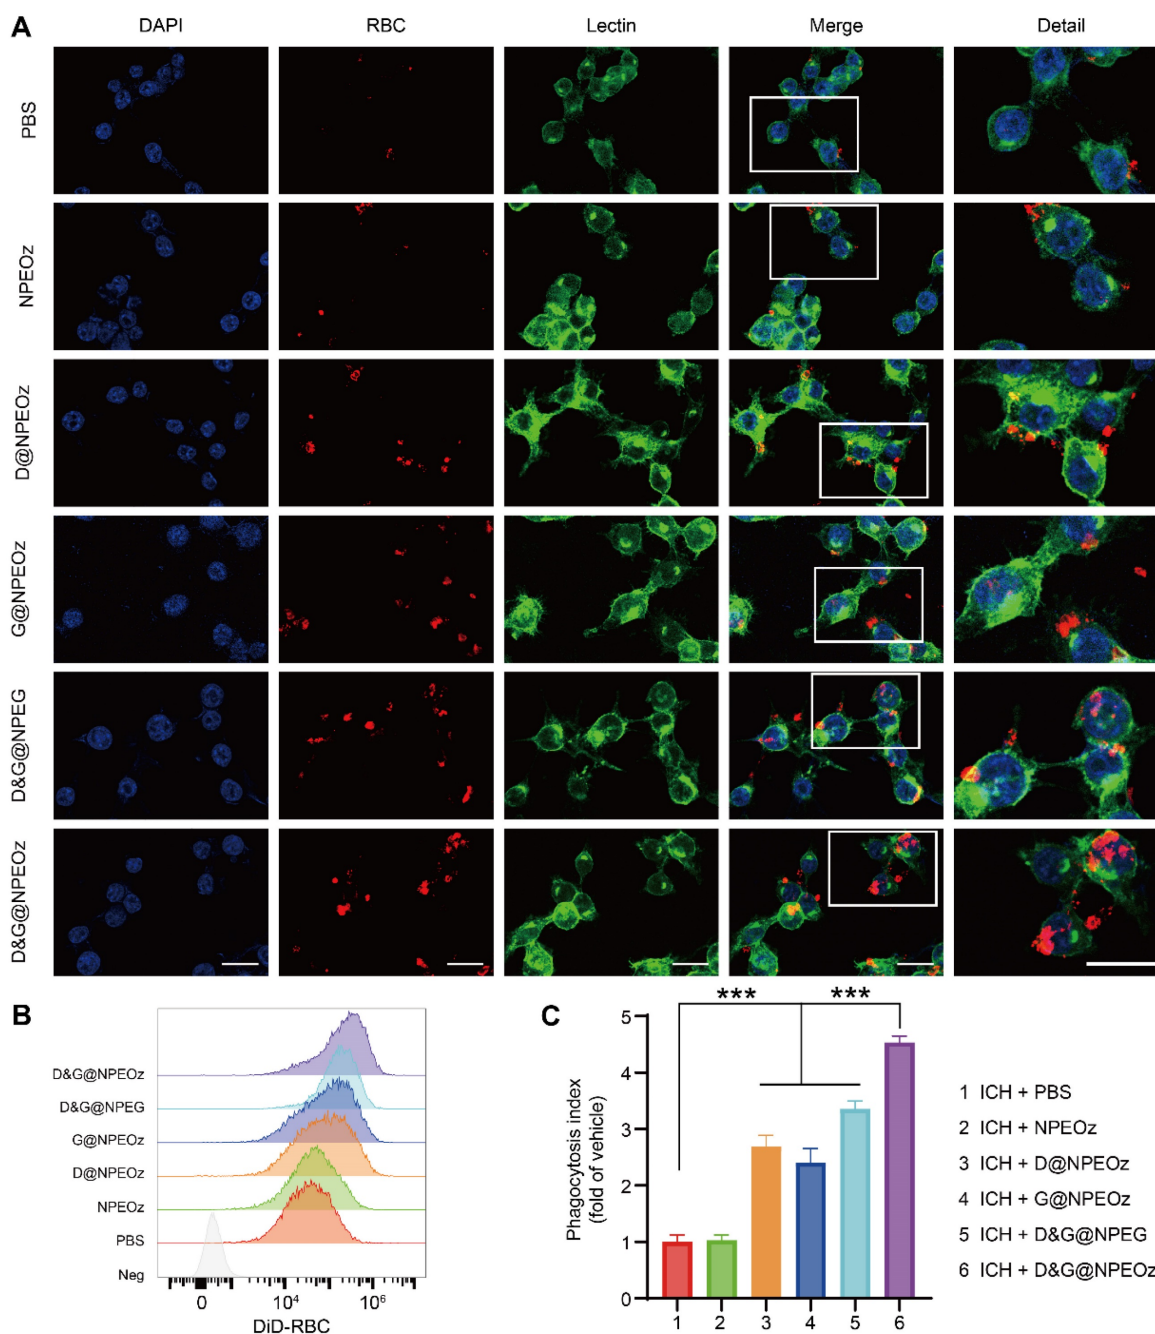 A
DAPI
RBC
Lectin
Merge
Detail
PBS
NPEOz
D@NPEOz
G@NPEOz
D&G@NPEG
D&G@NPEOz
B
D&G@NPEOz
D&G@NPEG
G@NPEOz
D@NPEOz
NPEOz
PBS
Neg
0
10⁴
10⁶
DiD-RBC
C
***
***
Phagocytosis index
(fold of vehicle)
5
4
3
2
1
0
1
2
3
4
5
6
1 ICH + PBS
2 ICH + NPEOz
3 ICH + D@NPEOz
4 ICH + G@NPEOz
5 ICH + D&G@NPEG
6 ICH + D&G@NPEOz